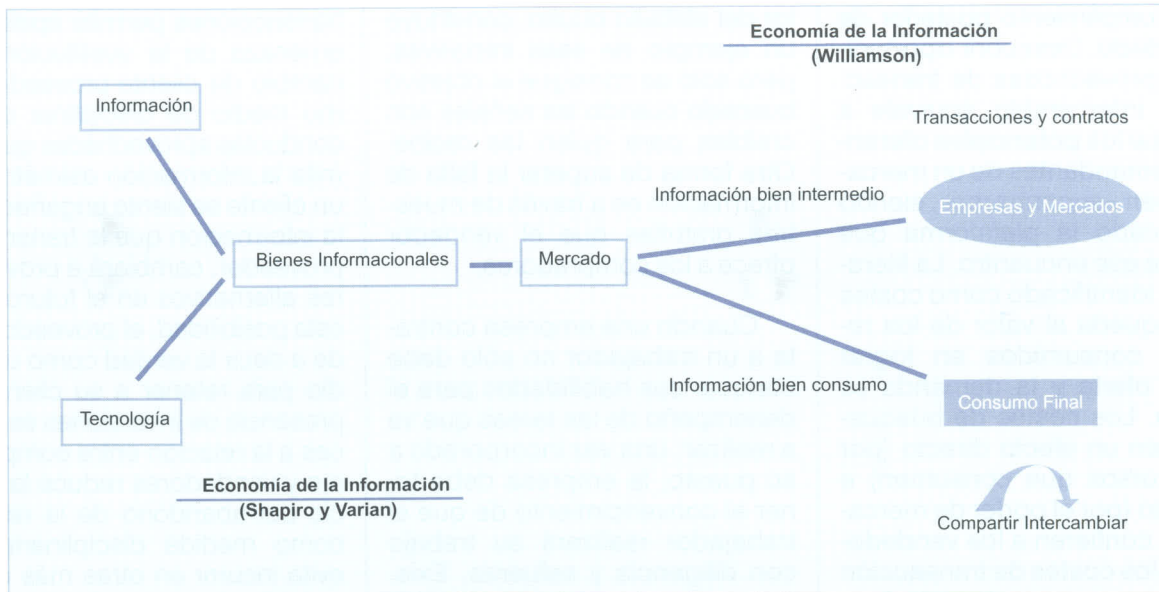 Economía de la Información
(Williamson)
Información
Transacciones y contratos
Información bien intermedio
Empresas y Mercados
Bienes Informacionales
Mercado
Información bien consumo
Consumo Final
Tecnología
Economía de la Información
(Shapiro y Varian)
Compartir Intercambiar